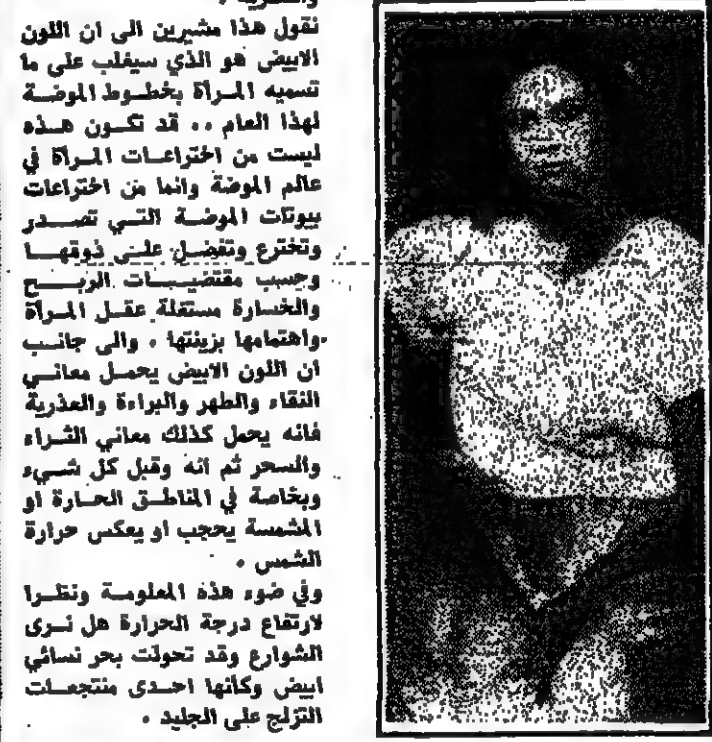 نقول هذا مشيرين الى ان اللون
الابيض هو الذي سيغلب على ما
تسميه المرأة بخطوط الموضة
لهذا العام .. قد تكون هذه
ليست من اختراعات المرأة في
عالم الموضة وانما من اختراعات
بيوتات الموضة التي تصدر
وتخترع وتفضل على ذوقها
وحسب مقتضيات الربح
والخسارة مستغلة عقل المرأة
واهتمامها بزينتها . والى جانب
ان اللون الابيض يحمل معاني
النقاء والطهر والبراءة والعذرية
فانه يحمل كذلك معاني الثراء
والسحر ثم انه وقبل كل شيء
وبخاصة في المناطق الحارة او
المشمسة يحجب او يعكس حرارة
الشمس .
وفي ضوء هذه المعلومة ونظرا
لارتفاع درجة الحرارة هل نرى
الشوارع وقد تحولت بحر نسائي
ابيض وكأنها احدى منتجعات
التزلج على الجليد .